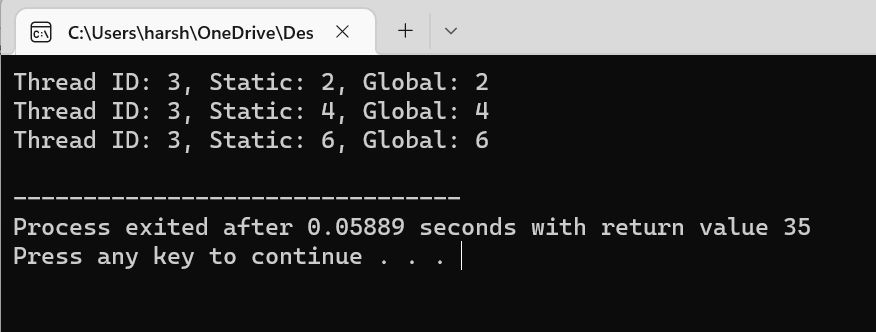 C:\Users\harsh\OneDrive\Des
Thread ID: 3, Static: 2, Global: 2
Thread ID: 3, Static: 4, Global: 4
Thread ID: 3, Static: 6, Global: 6
--------------------------------
Process exited after 0.05889 seconds with return value 35
Press any key to continue . . .